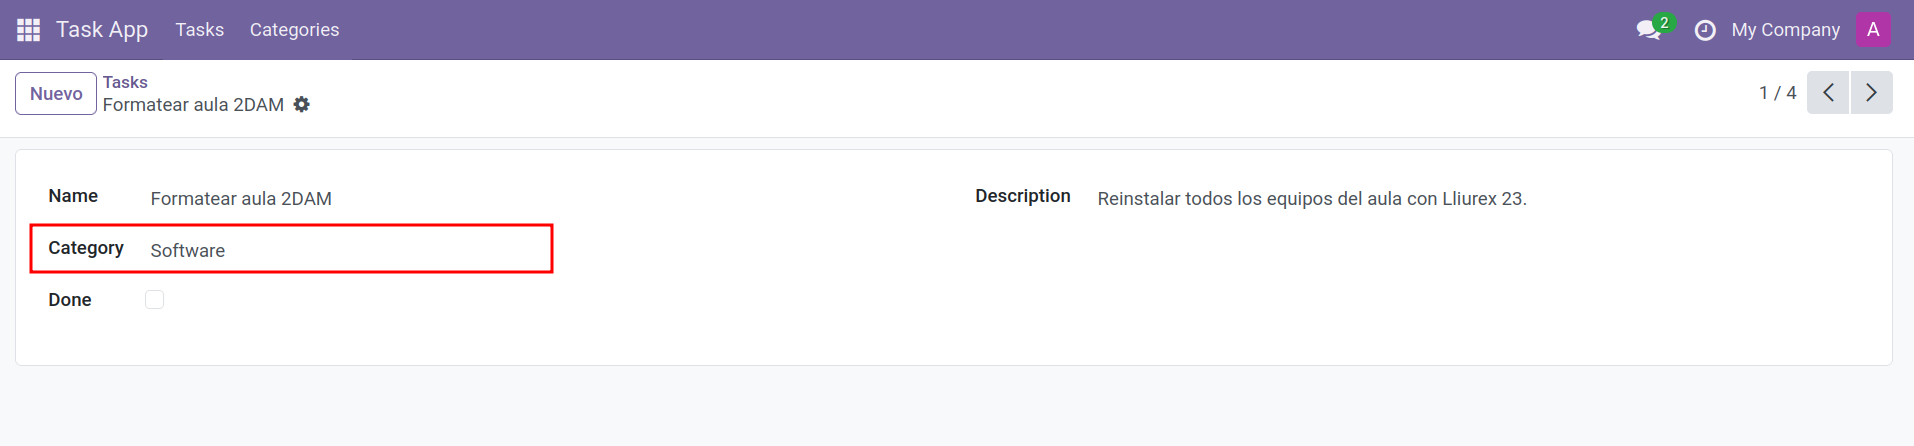 Task App Tasks Categories 2 My Company A
Nuevo
Tasks
Formatear aula 2DAM
1 / 4
Name Formatear aula 2DAM
Description Reinstalar todos los equipos del aula con Lliurex 23.
Category Software
Done